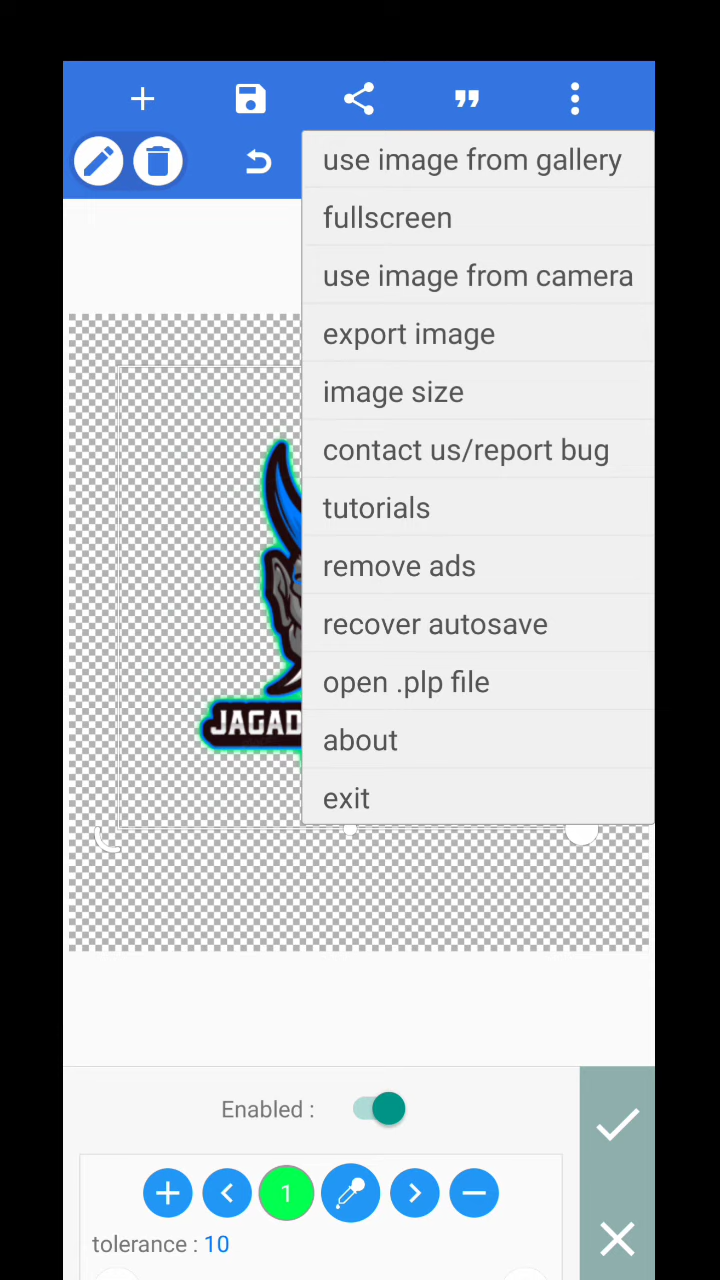 use image from gallery
fullscreen
use image from camera
export image
image size
contact us/report bug
tutorials
remove ads
recover autosave
open .plp file
about
exit
JAGAD
Enabled :
1
tolerance : 10